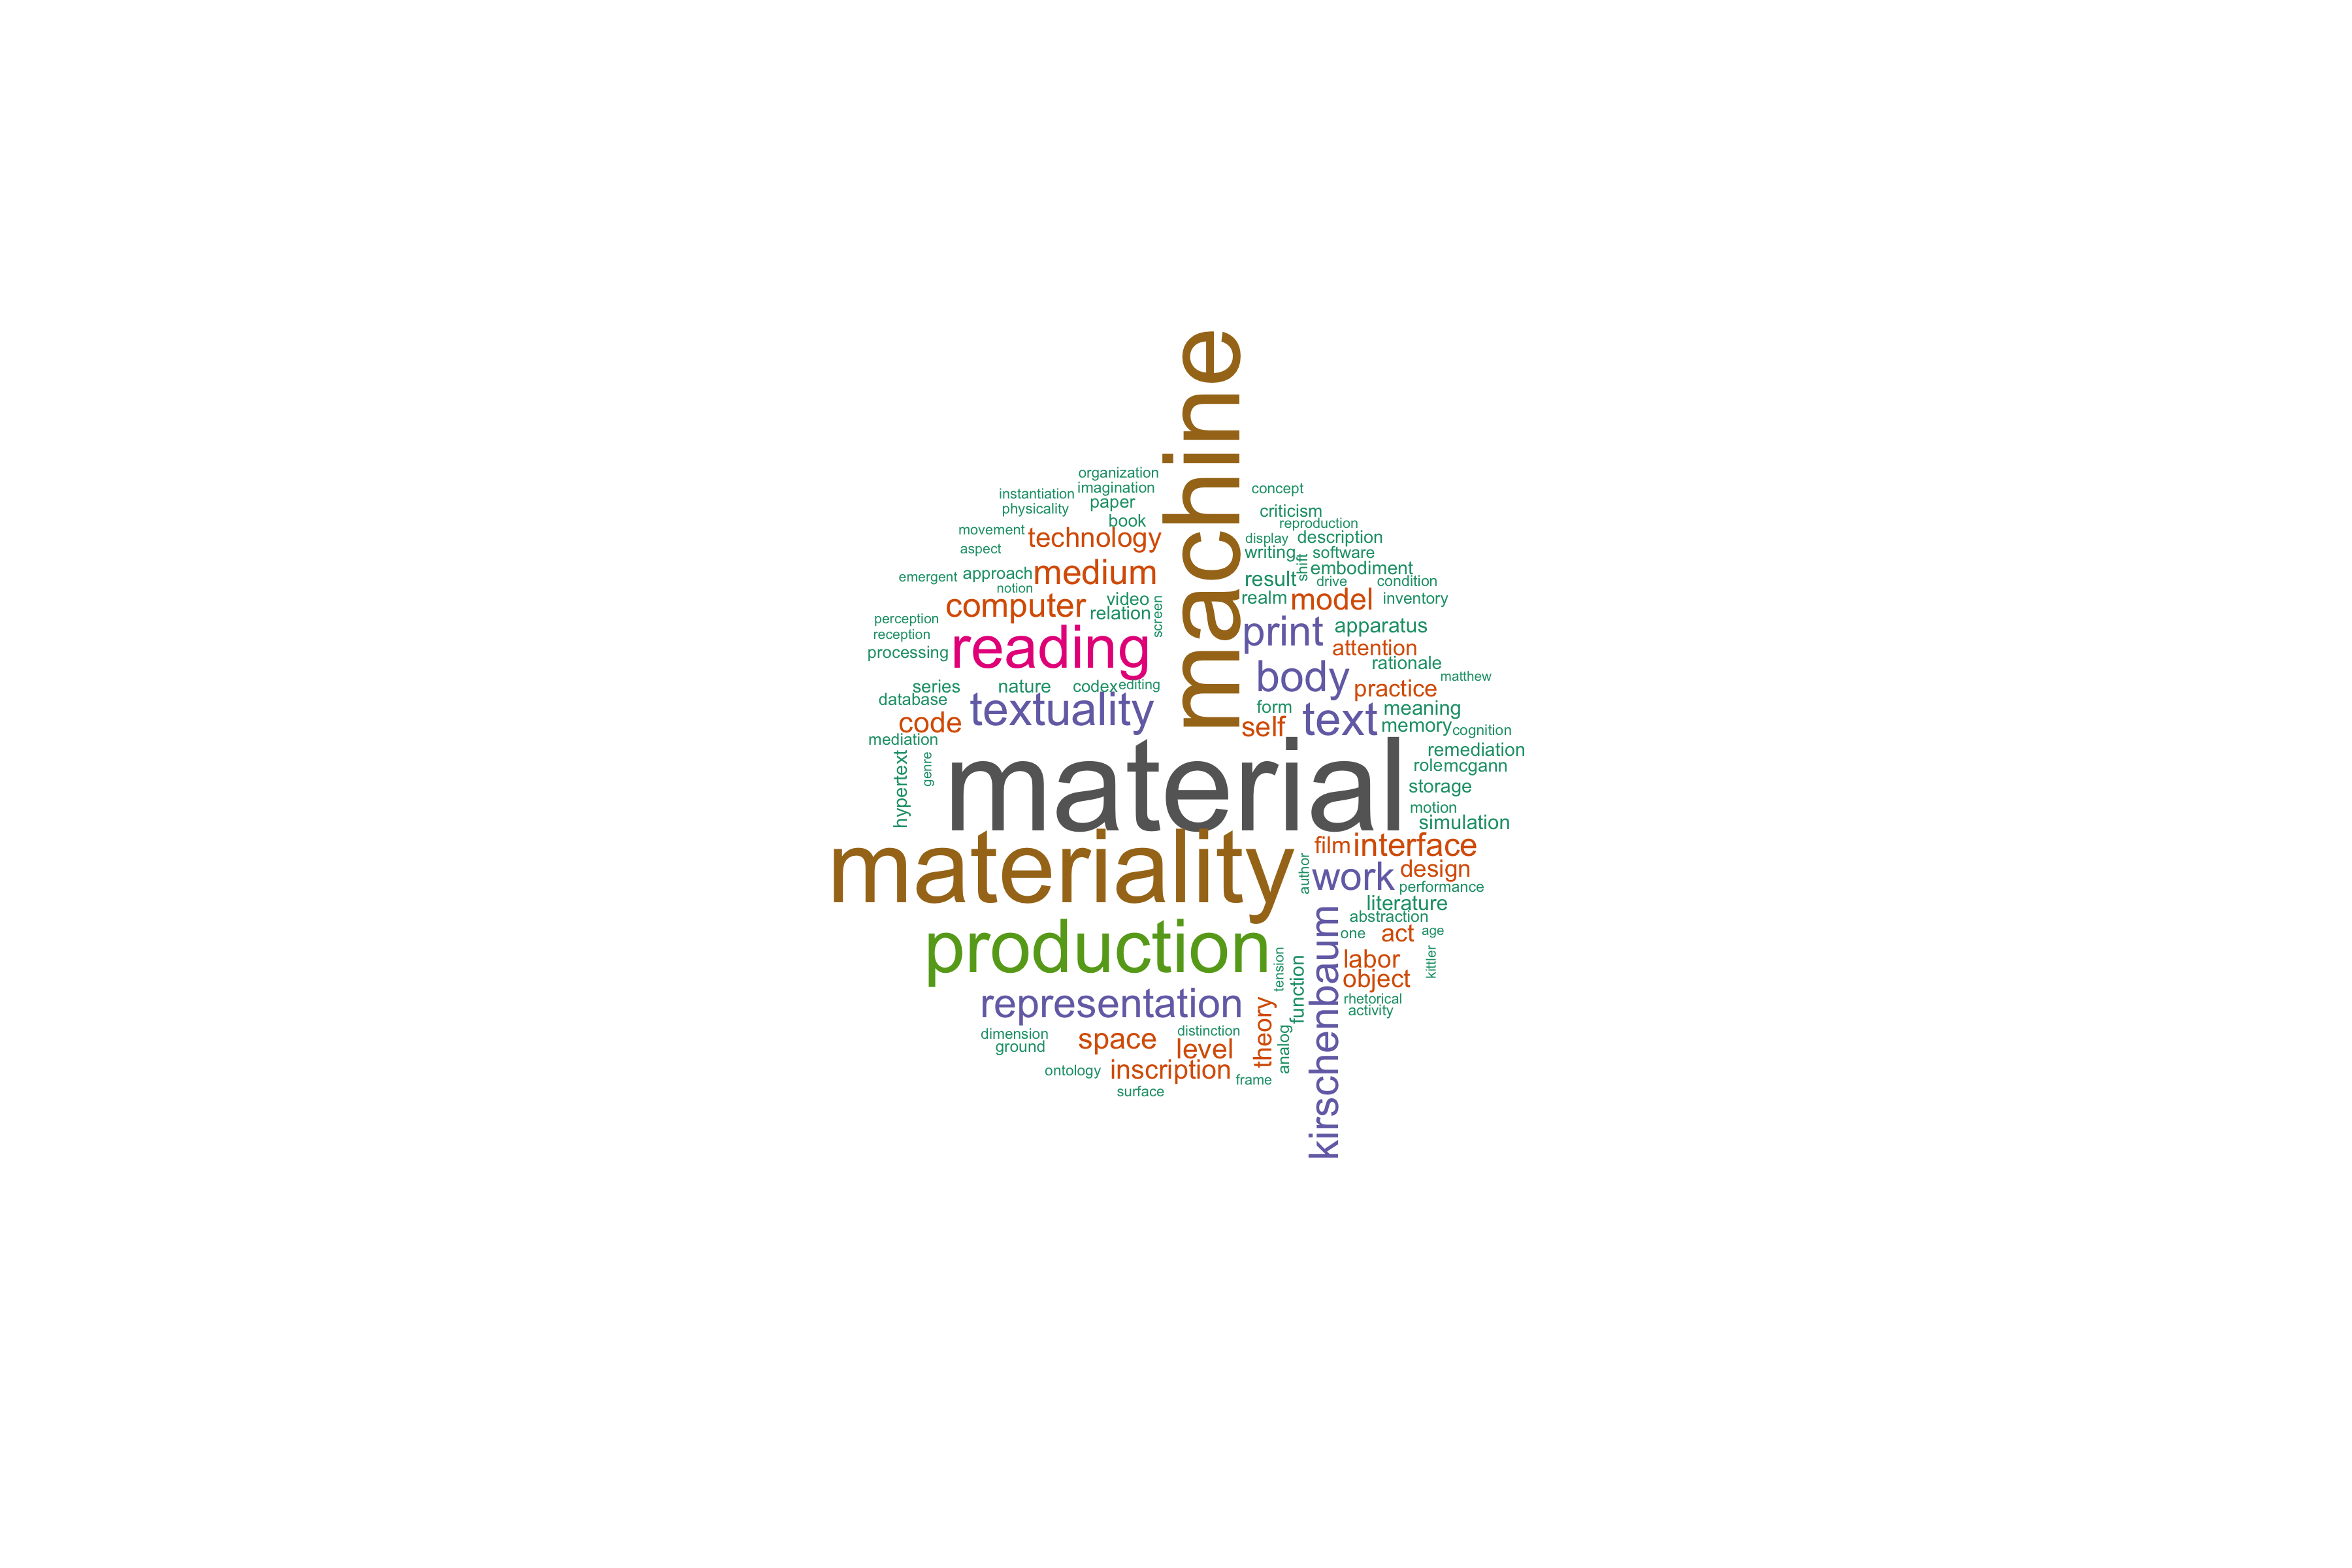 machine
organization
instantiation
imagination
concept
physicality
paper
criticism
book
reproduction
movement
technology
display
description
aspect
writing
software
shift
emergent
approach
medium
result
embodiment
drive
condition
notion
computer
video
relation
screen
realm
model
inventory
perception
reception
processing
reading
print
apparatus
attention
rationale
body
matthew
series
nature
codex
editing
practice
database
textuality
form
meaning
code
self
text
memory
cognition
mediation
material
remediation
role
mcgann
hypertext
genre
storage
motion
simulation
materiality
film
interface
author
work
design
performance
literature
abstraction
production
one
act
age
kirschenbaum
labor
kittler
tension
function
object
representation
rhetorical
activity
dimension
ground
space
distinction
level
theory
analog
ontology
inscription
frame
surface